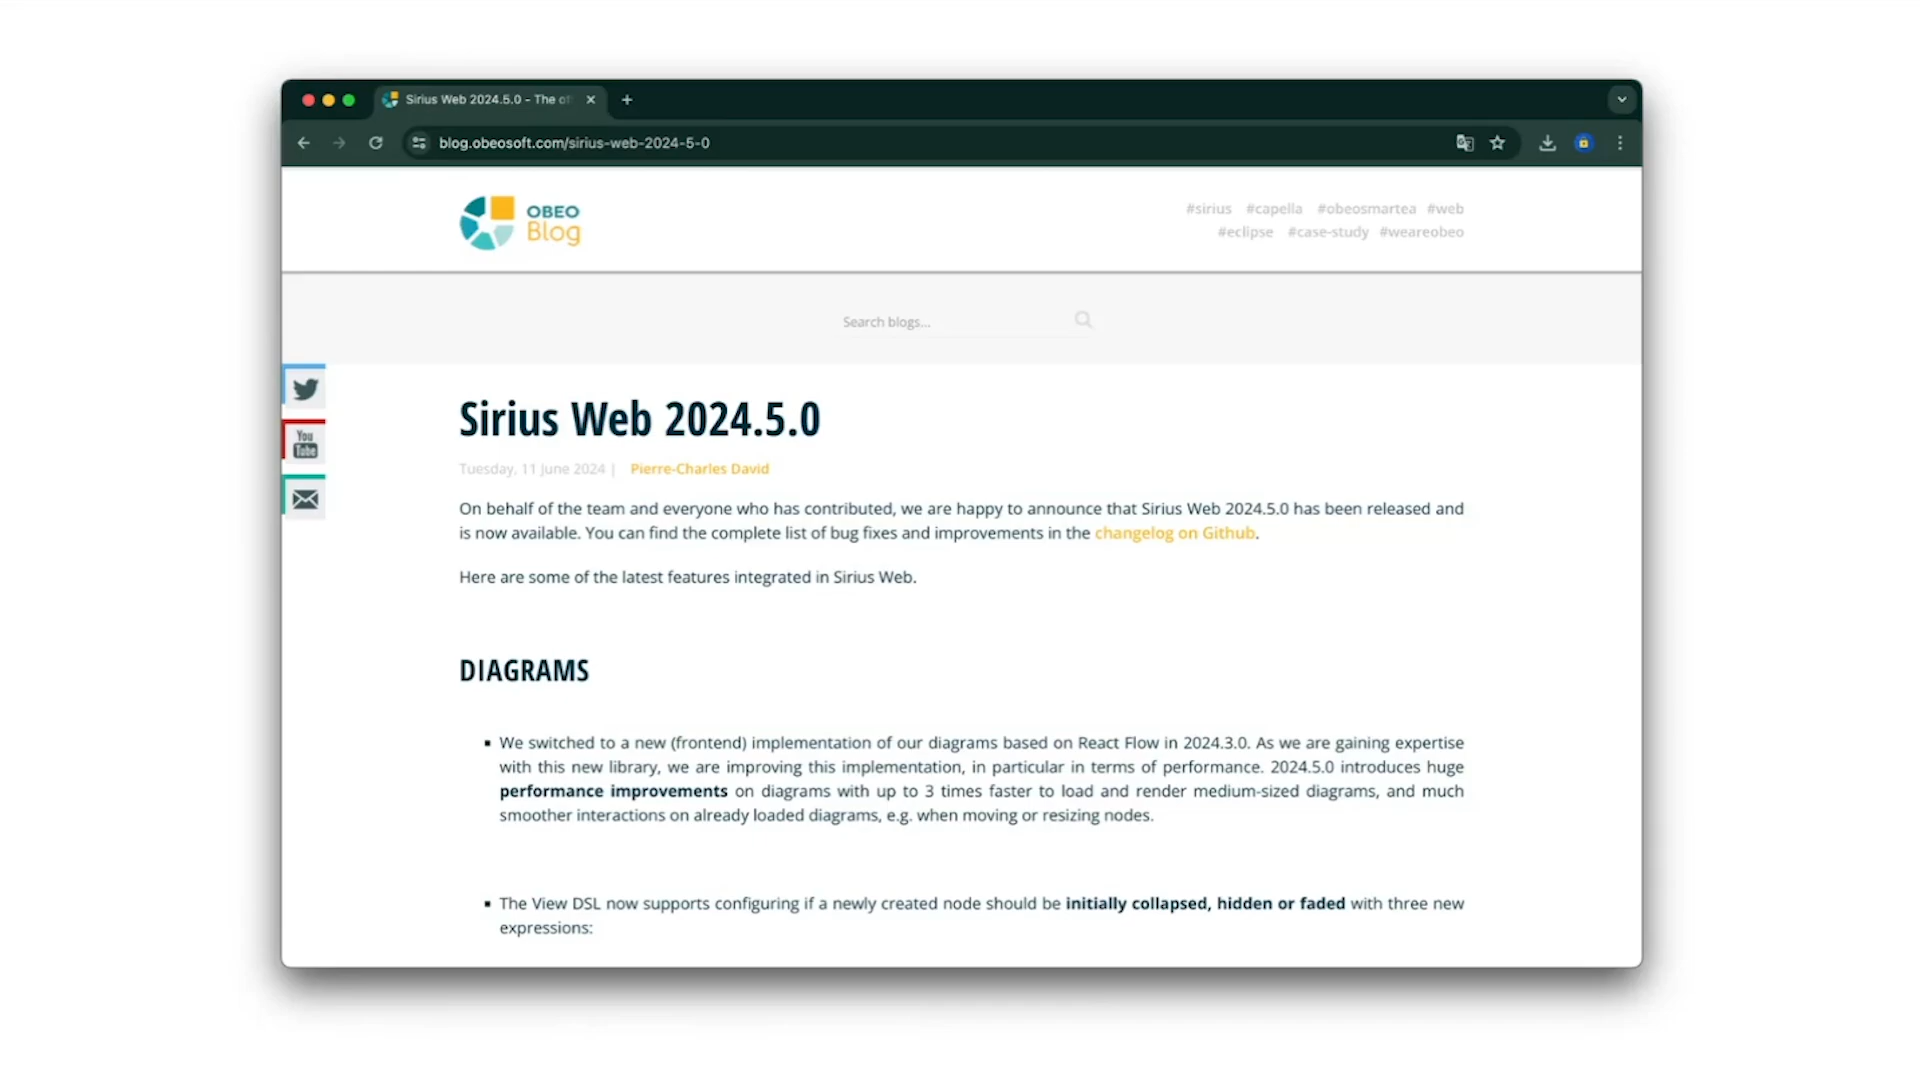 Sirius Web 2024.5.0 - The of
blog.obeosoft.com/sirius-web-2024-5-0
OBEO
Blog
#sirius #capella #obeosmartea #web
#eclipse #case-study #weareobeo
Search blogs...
You
Tube
Sirius Web 2024.5.0
Tuesday, 11 June 2024 | Pierre-Charles David
On behalf of the team and everyone who has contributed, we are happy to announce that Sirius Web 2024.5.0 has been released and
is now available. You can find the complete list of bug fixes and improvements in the changelog on Github.
Here are some of the latest features integrated in Sirius Web.
DIAGRAMS
▪ We switched to a new (frontend) implementation of our diagrams based on React Flow in 2024.3.0. As we are gaining expertise
with this new library, we are improving this implementation, in particular in terms of performance. 2024.5.0 introduces huge
performance improvements on diagrams with up to 3 times faster to load and render medium-sized diagrams, and much
smoother interactions on already loaded diagrams, e.g. when moving or resizing nodes.
▪ The View DSL now supports configuring if a newly created node should be initially collapsed, hidden or faded with three new
expressions: